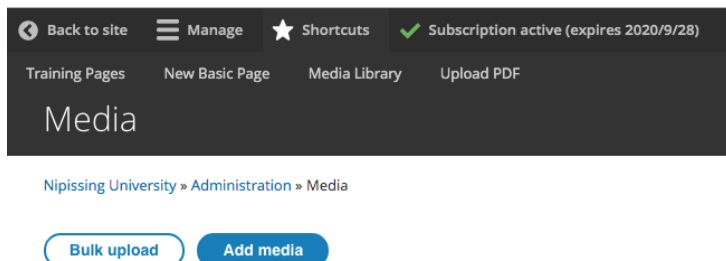 Back to site Manage Shortcuts Subscription active (expires 2020/9/28)
Training Pages New Basic Page Media Library Upload PDF
Media
Nipissing University » Administration » Media
Bulk upload Add media